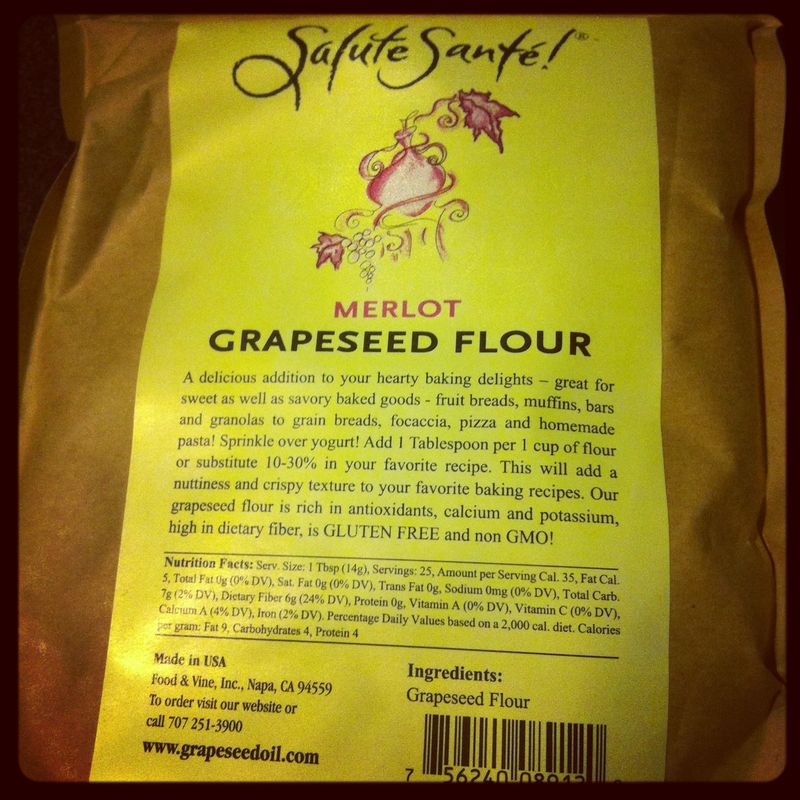 Salute Santé!®
MERLOT
GRAPESEED FLOUR
A delicious addition to your hearty baking delights – great for
sweet as well as savory baked goods - fruit breads, muffins, bars
and granolas to grain breads, focaccia, pizza and homemade
pasta! Sprinkle over yogurt! Add 1 Tablespoon per 1 cup of flour
or substitute 10-30% in your favorite recipe. This will add a
nuttiness and crispy texture to your favorite baking recipes. Our
grapeseed flour is rich in antioxidants, calcium and potassium,
high in dietary fiber, is GLUTEN FREE and non GMO!
Nutrition Facts: Serv. Size: 1 Tbsp (14g), Servings: 25, Amount per Serving Cal. 35, Fat Cal.
5, Total Fat 0g (0% DV), Sat. Fat 0g (0% DV), Trans Fat 0g, Sodium 0mg (0% DV), Total Carb.
7g (2% DV), Dietary Fiber 6g (24% DV), Protein 0g, Vitamin A (0% DV), Vitamin C (0% DV),
Calcium A (4% DV), Iron (2% DV). Percentage Daily Values based on a 2,000 cal. diet. Calories
per gram: Fat 9, Carbohydrates 4, Protein 4
Made in USA
Food & Vine, Inc., Napa, CA 94559
To order visit our website or
call 707 251-3900
www.grapeseedoil.com
Ingredients:
Grapeseed Flour
7 56240